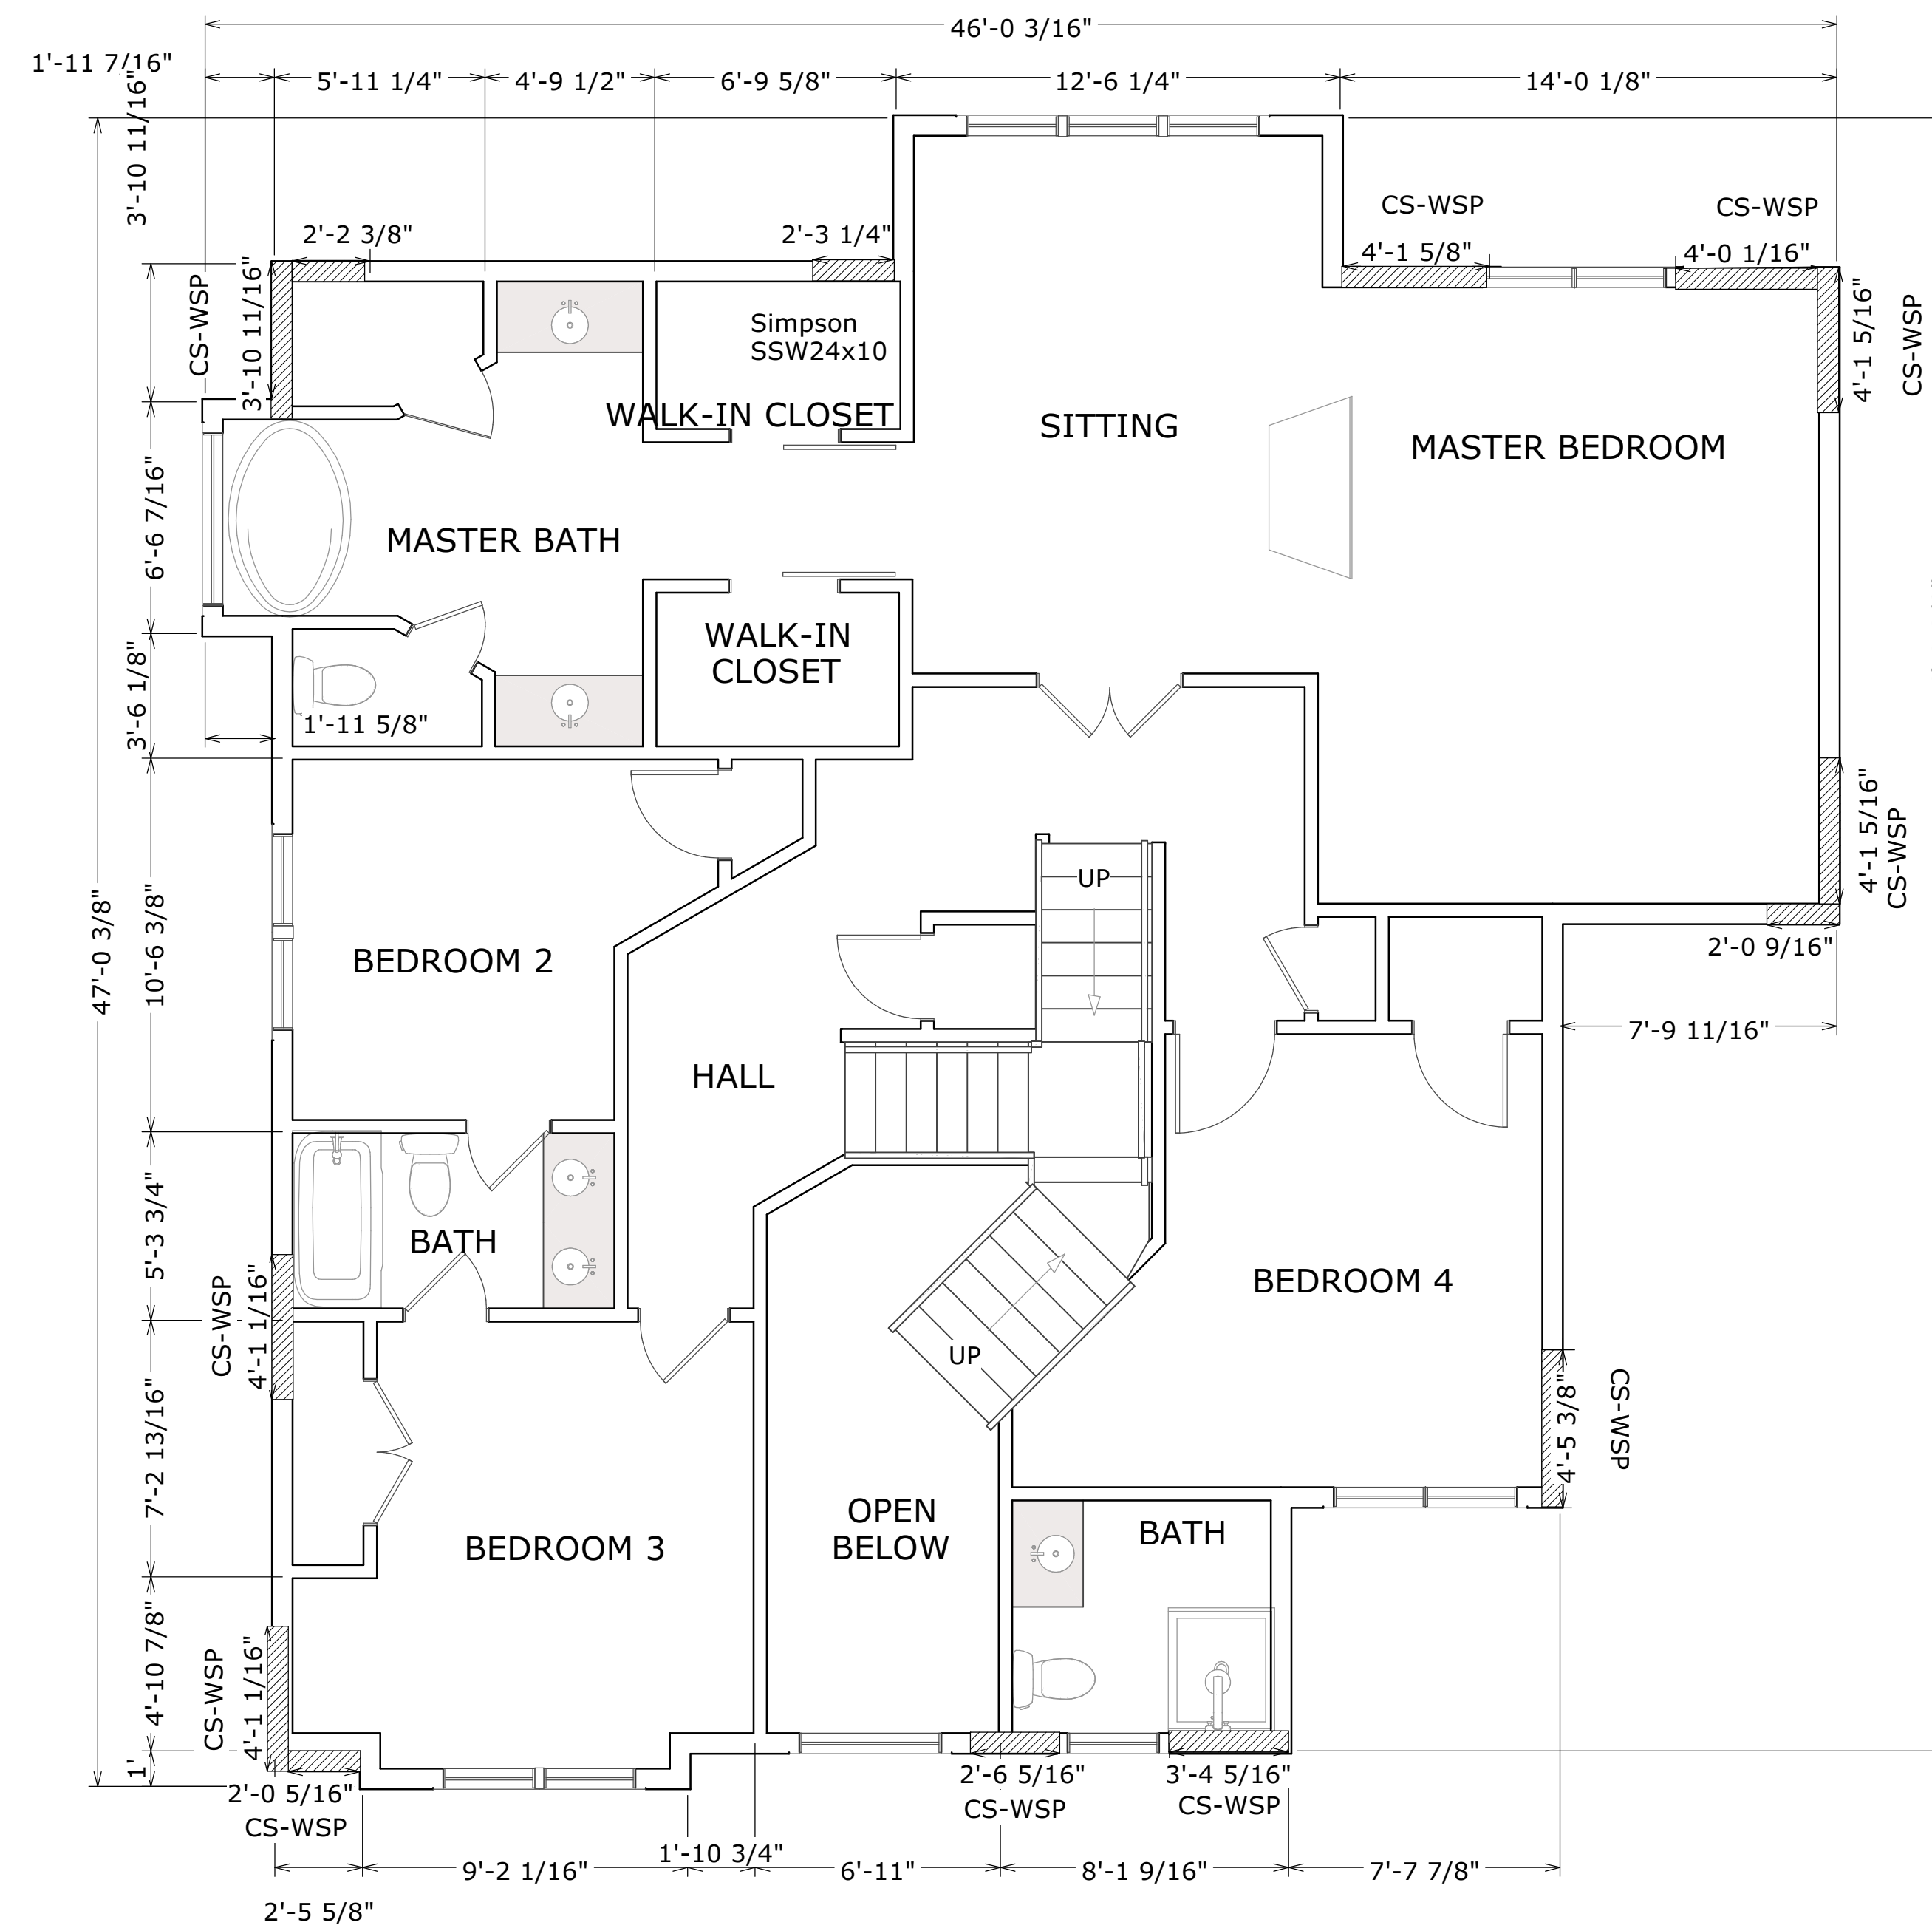 46'-0 3/16"
1'-11 7/16"
5'-11 1/4"
4'-9 1/2"
6'-9 5/8"
12'-6 1/4"
14'-0 1/8"
3'-10 11/16"
CS-WSP
CS-WSP
2'-2 3/8"
2'-3 1/4"
4'-1 5/8"
4'-0 1/16"
CS-WSP
3'-10 11/16"
Simpson
SSW24x10
4'-1 5/16"
CS-WSP
WALK-IN CLOSET
SITTING
MASTER BEDROOM
6'-6 7/16"
MASTER BATH
WALK-IN
CLOSET
3'-6 1/8"
1'-11 5/8"
4'-1 5/16"
CS-WSP
UP
47'-0 3/8"
10'-6 3/8"
BEDROOM 2
2'-0 9/16"
7'-9 11/16"
HALL
5'-3 3/4"
BATH
CS-WSP
4'-1 1/16"
BEDROOM 4
UP
7'-2 13/16"
4'-5 3/8"
CS-WSP
BEDROOM 3
OPEN
BELOW
BATH
4'-10 7/8"
CS-WSP
4'-1 1/16"
1'
2'-0 5/16"
CS-WSP
2'-6 5/16"
CS-WSP
3'-4 5/16"
CS-WSP
1'-10 3/4"
9'-2 1/16"
6'-11"
8'-1 9/16"
7'-7 7/8"
2'-5 5/8"